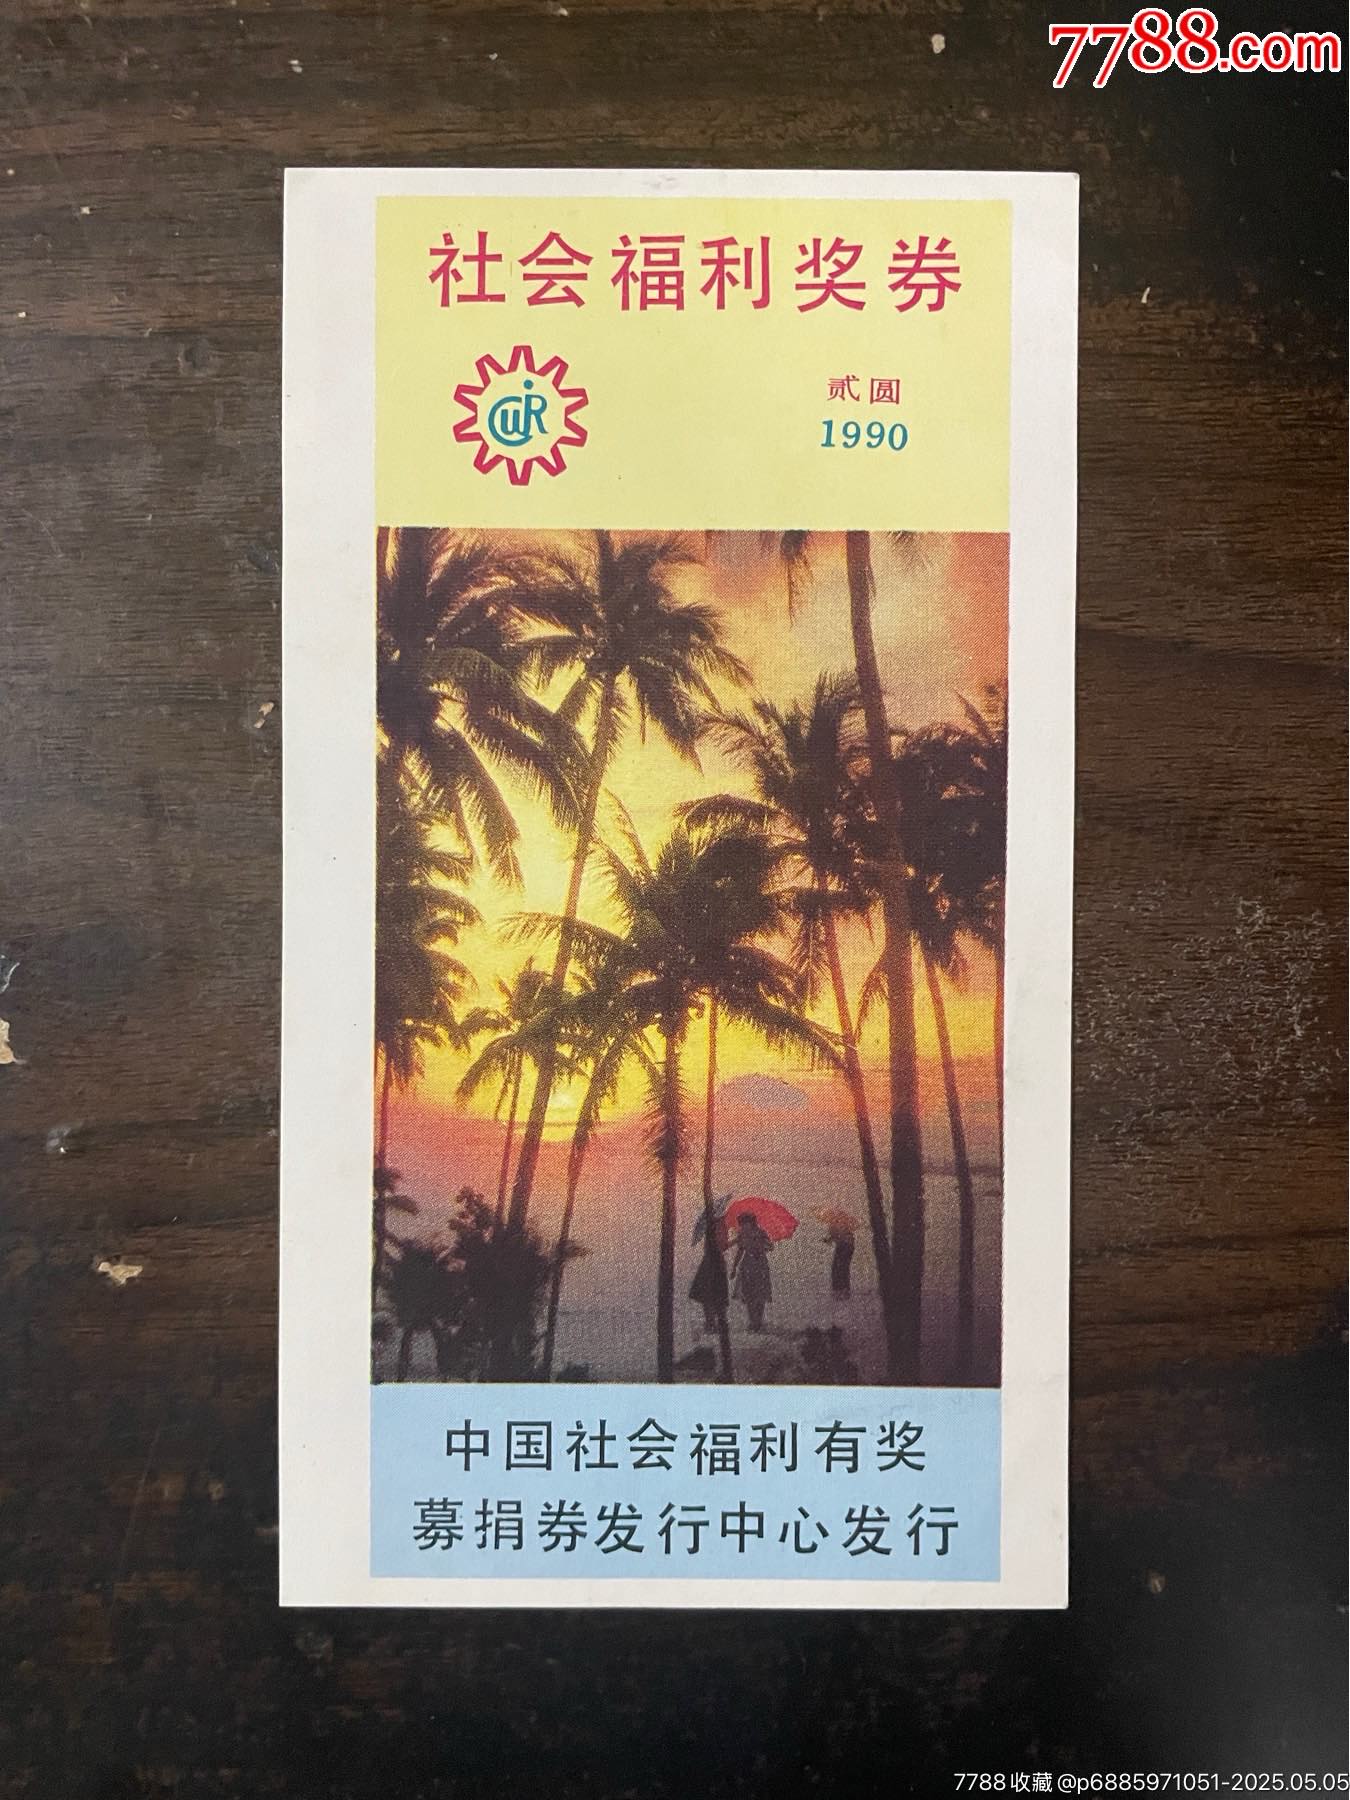 7788.com
社会福利奖券
CWR
贰圆
1990
中国社会福利有奖
募捐券发行中心发行
7788收藏@p6885971051-2025.05.05